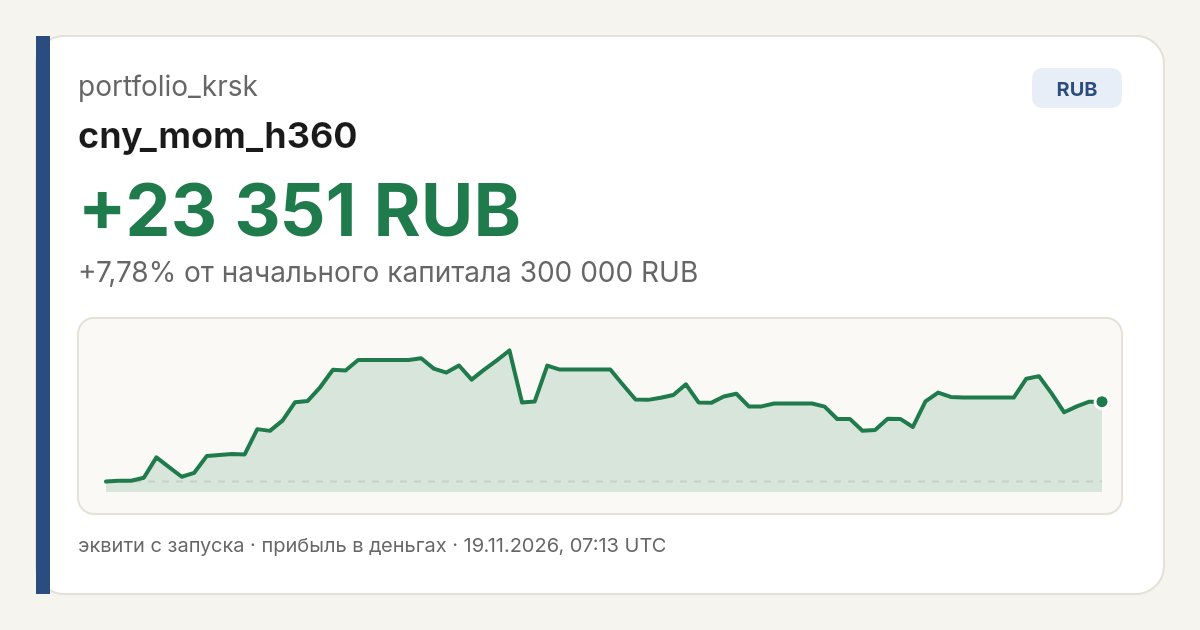 portfolio_krsk
RUB
cny_mom_h360
+23 351 RUB
+7,78% от начального капитала 300 000 RUB
эквити с запуска · прибыль в деньгах · 19.11.2026, 07:13 UTC